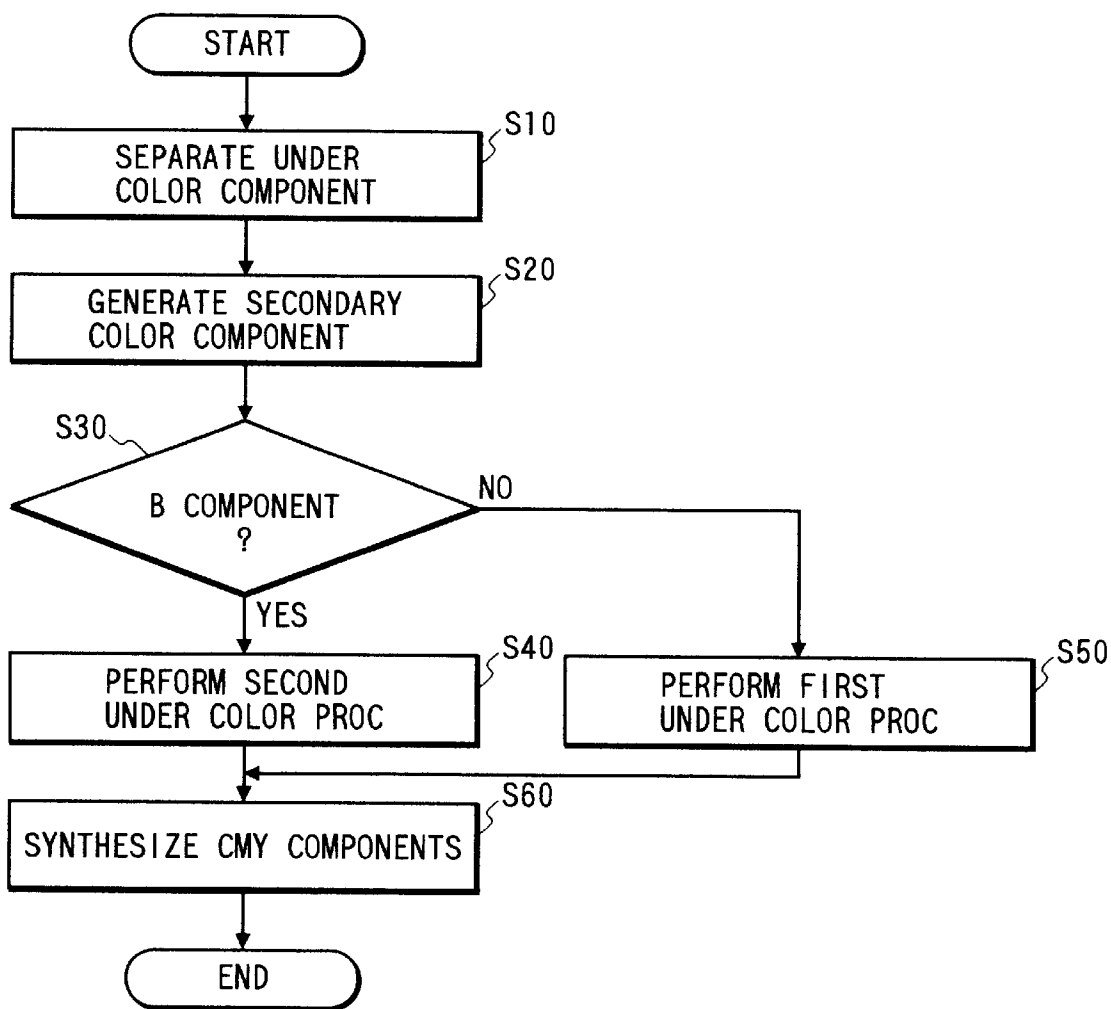 START
S10
SEPARATE UNDER
COLOR COMPONENT
S20
GENERATE SECONDARY
COLOR COMPONENT
S30
B COMPONENT
?
NO
YES
S40
PERFORM SECOND
UNDER COLOR PROC
S50
PERFORM FIRST
UNDER COLOR PROC
S60
SYNTHESIZE CMY COMPONENTS
END